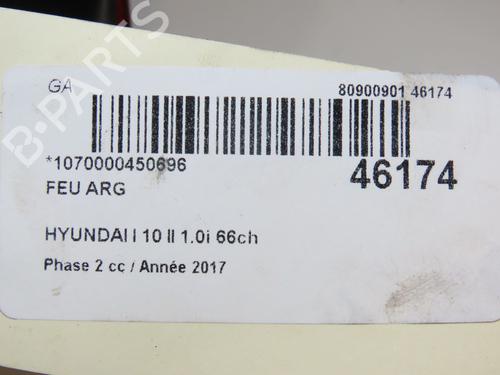 GA
80900901 46174
*1070000450696
46174
FEU ARG
HYUNDAI I 10 II 1.0i 66ch
Phase 2 cc / Année 2017
B-PARTS